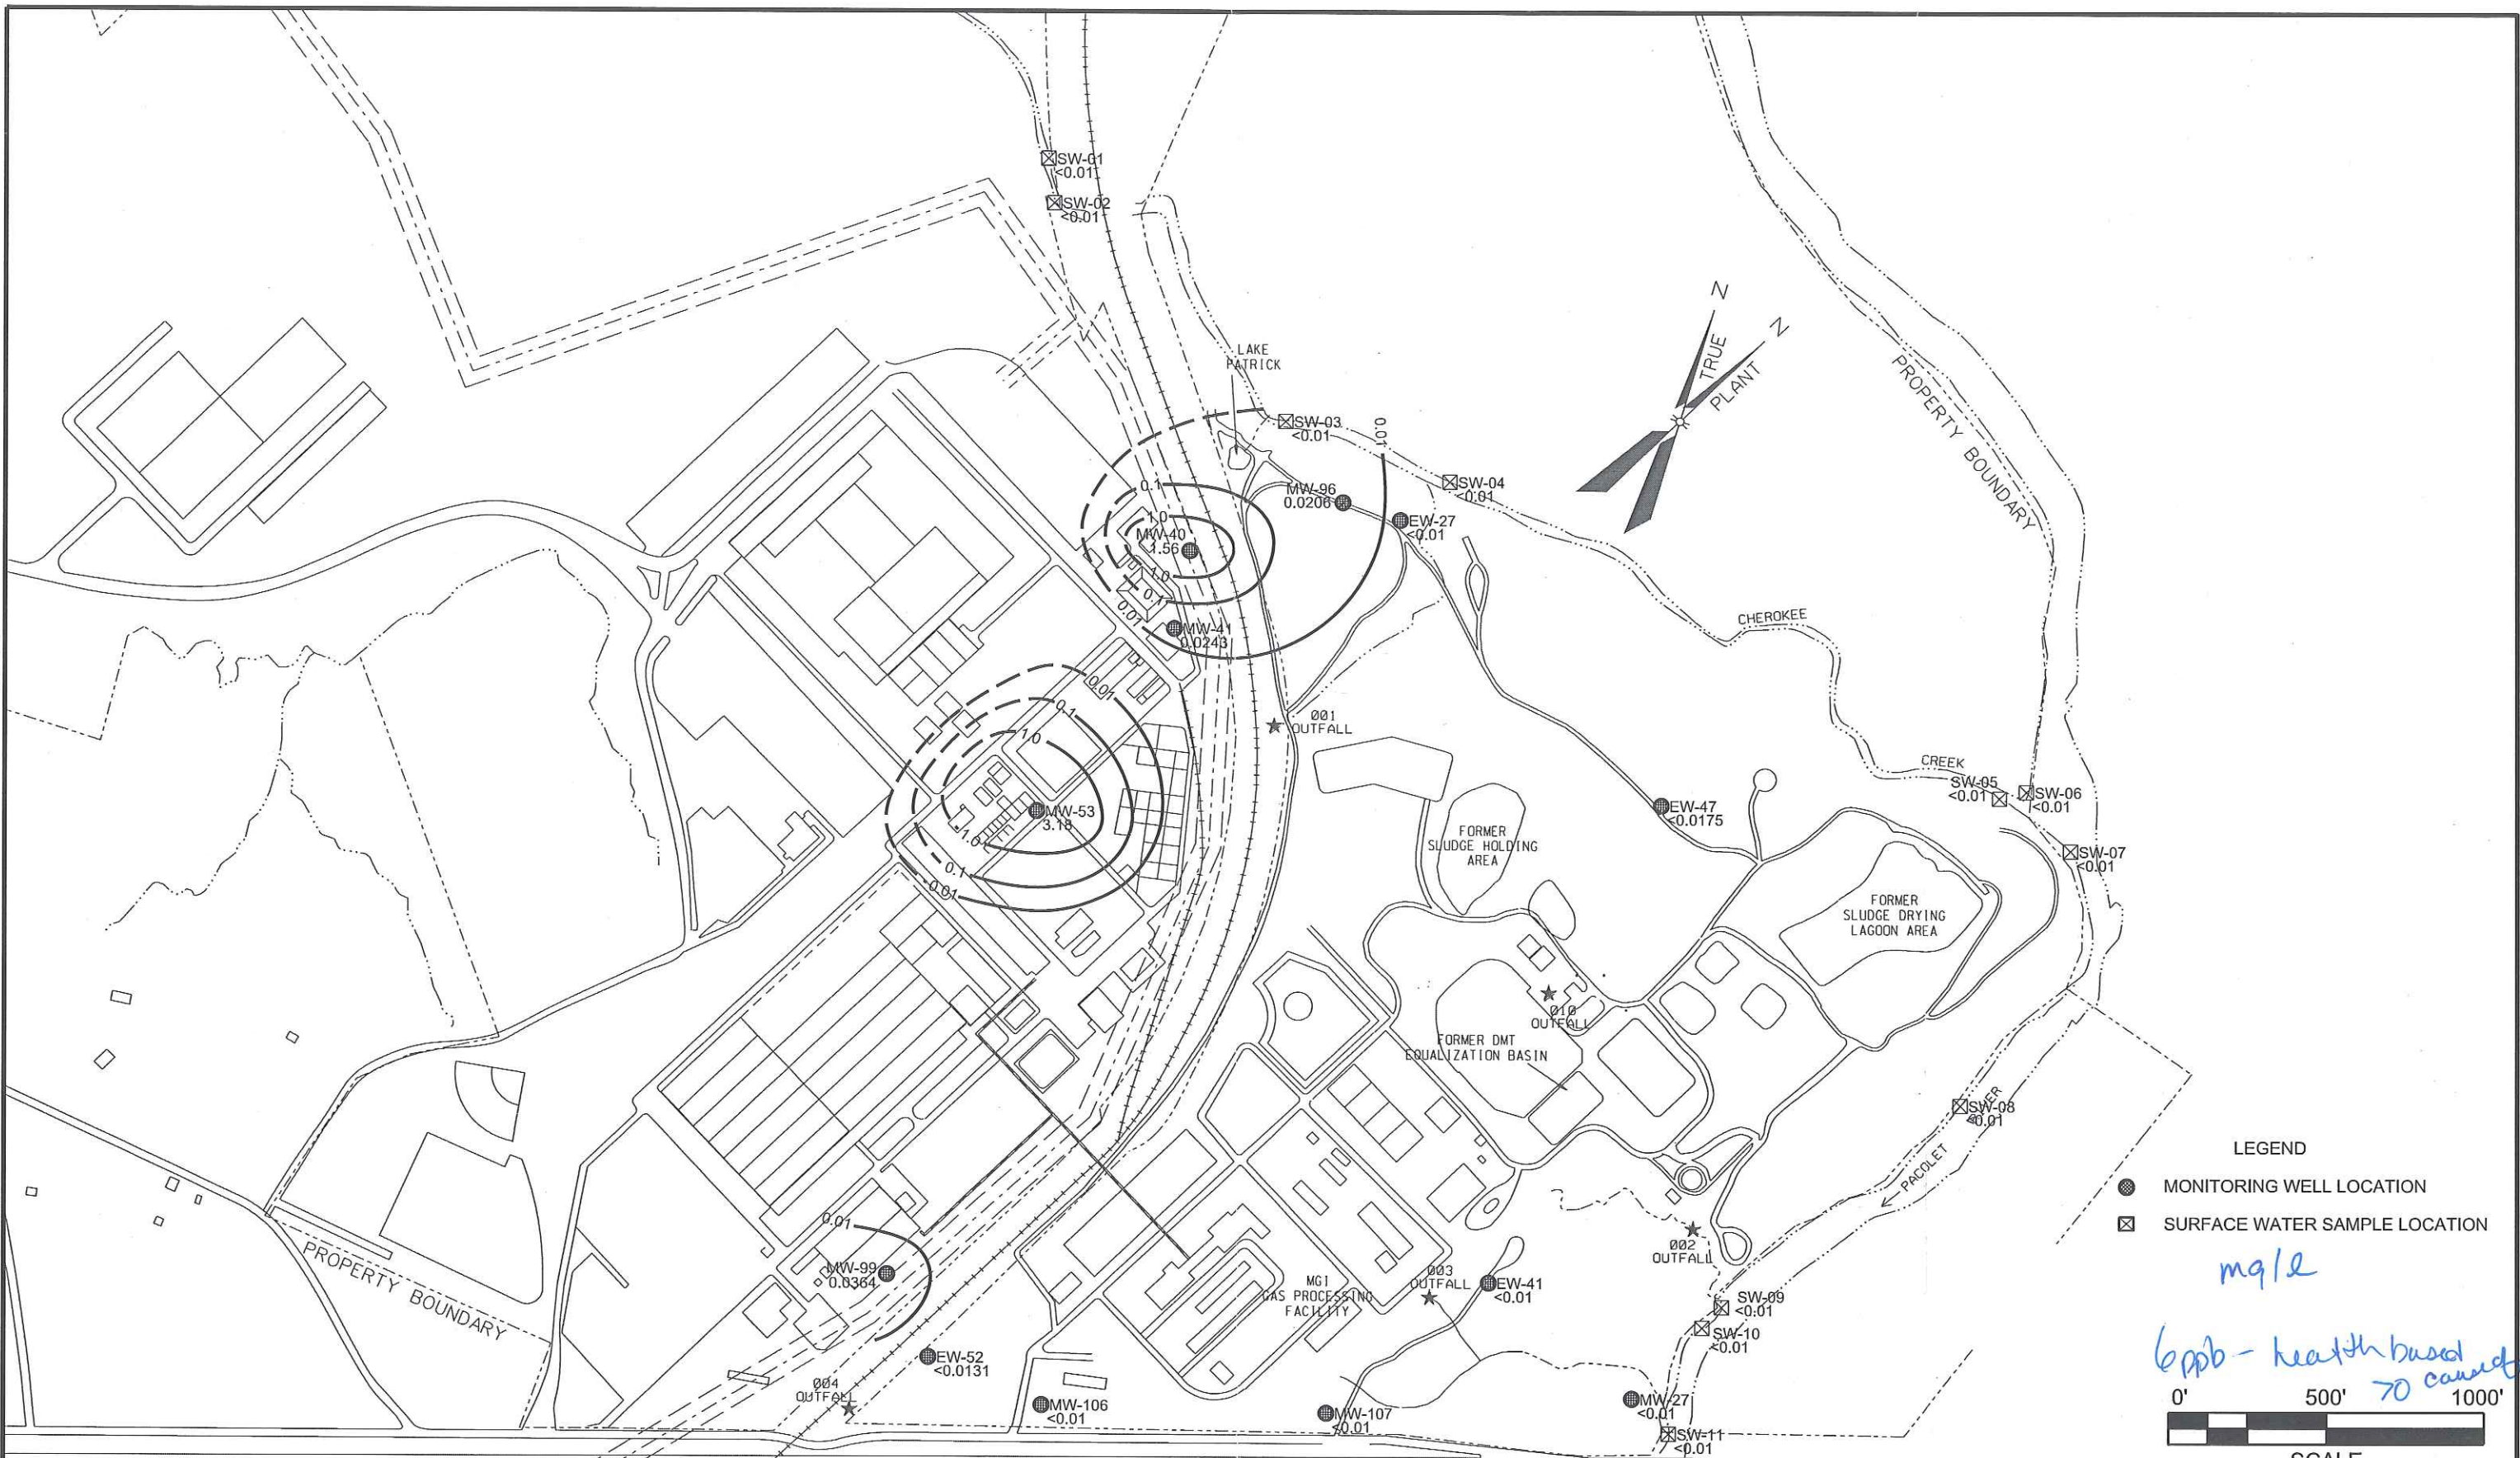 SW-01
<0.01
SW-02
<0.01
LAKE
PATRICK
N
N
TRUE
PLANT
PROPERTY BOUNDARY
SW-03
<0.01
0.01
SW-04
<0.01
MW-96
0.0206
EW-27
<0.01
0.1
1.0
MW-40
1.56
1.0
0.1
0.01
MW-41
0.0243
CHEROKEE
CREEK
0.01
0.1
1.0
001
OUTFALL
MW-53
3.18
1.0
0.1
0.01
EW-47
<0.0175
SW-05
<0.01
SW-06
<0.01
SW-07
<0.01
FORMER
SLUDGE HOLDING
AREA
FORMER
SLUDGE DRYING
LAGOON AREA
010
OUTFALL
FORMER DMT
EQUALIZATION BASIN
SW-08
<0.01
PACOLET
RIVER
LEGEND
MONITORING WELL LOCATION
SURFACE WATER SAMPLE LOCATION
mg/l
PROPERTY BOUNDARY
0.01
MW-99
0.0364
MGI
GAS PROCESSING
FACILITY
003
OUTFALL
EW-41
<0.01
002
OUTFALL
SW-09
<0.01
SW-10
<0.01
EW-52
<0.0131
004
OUTFALL
MW-106
<0.01
MW-107
<0.01
MW-27
<0.01
SW-11
<0.01
6 ppb - health based
70
0' 500' 1000'
SCALE